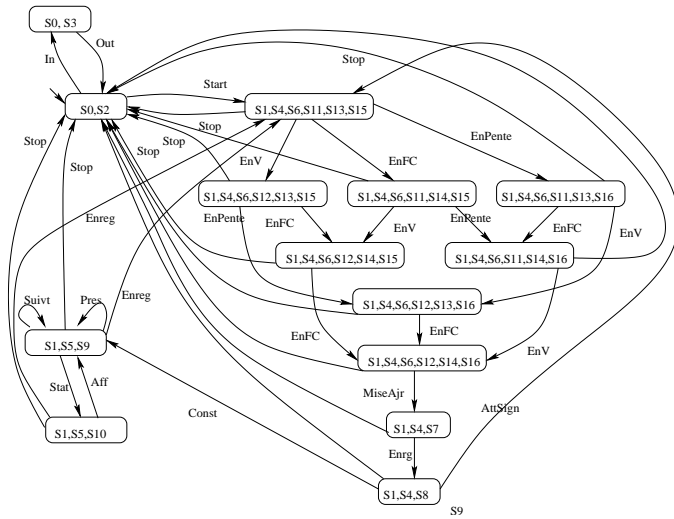 S0, S3
Out
In
Stop
Start
S0,S2
S1,S4,S6,S11,S13,S15
Stop
Stop
Stop
Stop
Stop
EnPente
EnV
EnFC
S1,S4,S6,S12,S13,S15
S1,S4,S6,S11,S14,S15
S1,S4,S6,S11,S13,S16
Enreg
EnPente
EnFC
EnV
EnPente
EnFC
EnV
S1,S4,S6,S12,S14,S15
S1,S4,S6,S11,S14,S16
Suivt
Pres
Enreg
S1,S4,S6,S12,S13,S16
EnFC
EnFC
EnV
S1,S5,S9
S1,S4,S6,S12,S14,S16
Stat
Aff
MiseAjr
Const
AttSign
S1,S5,S10
S1,S4,S7
Enrg
S1,S4,S8
S9